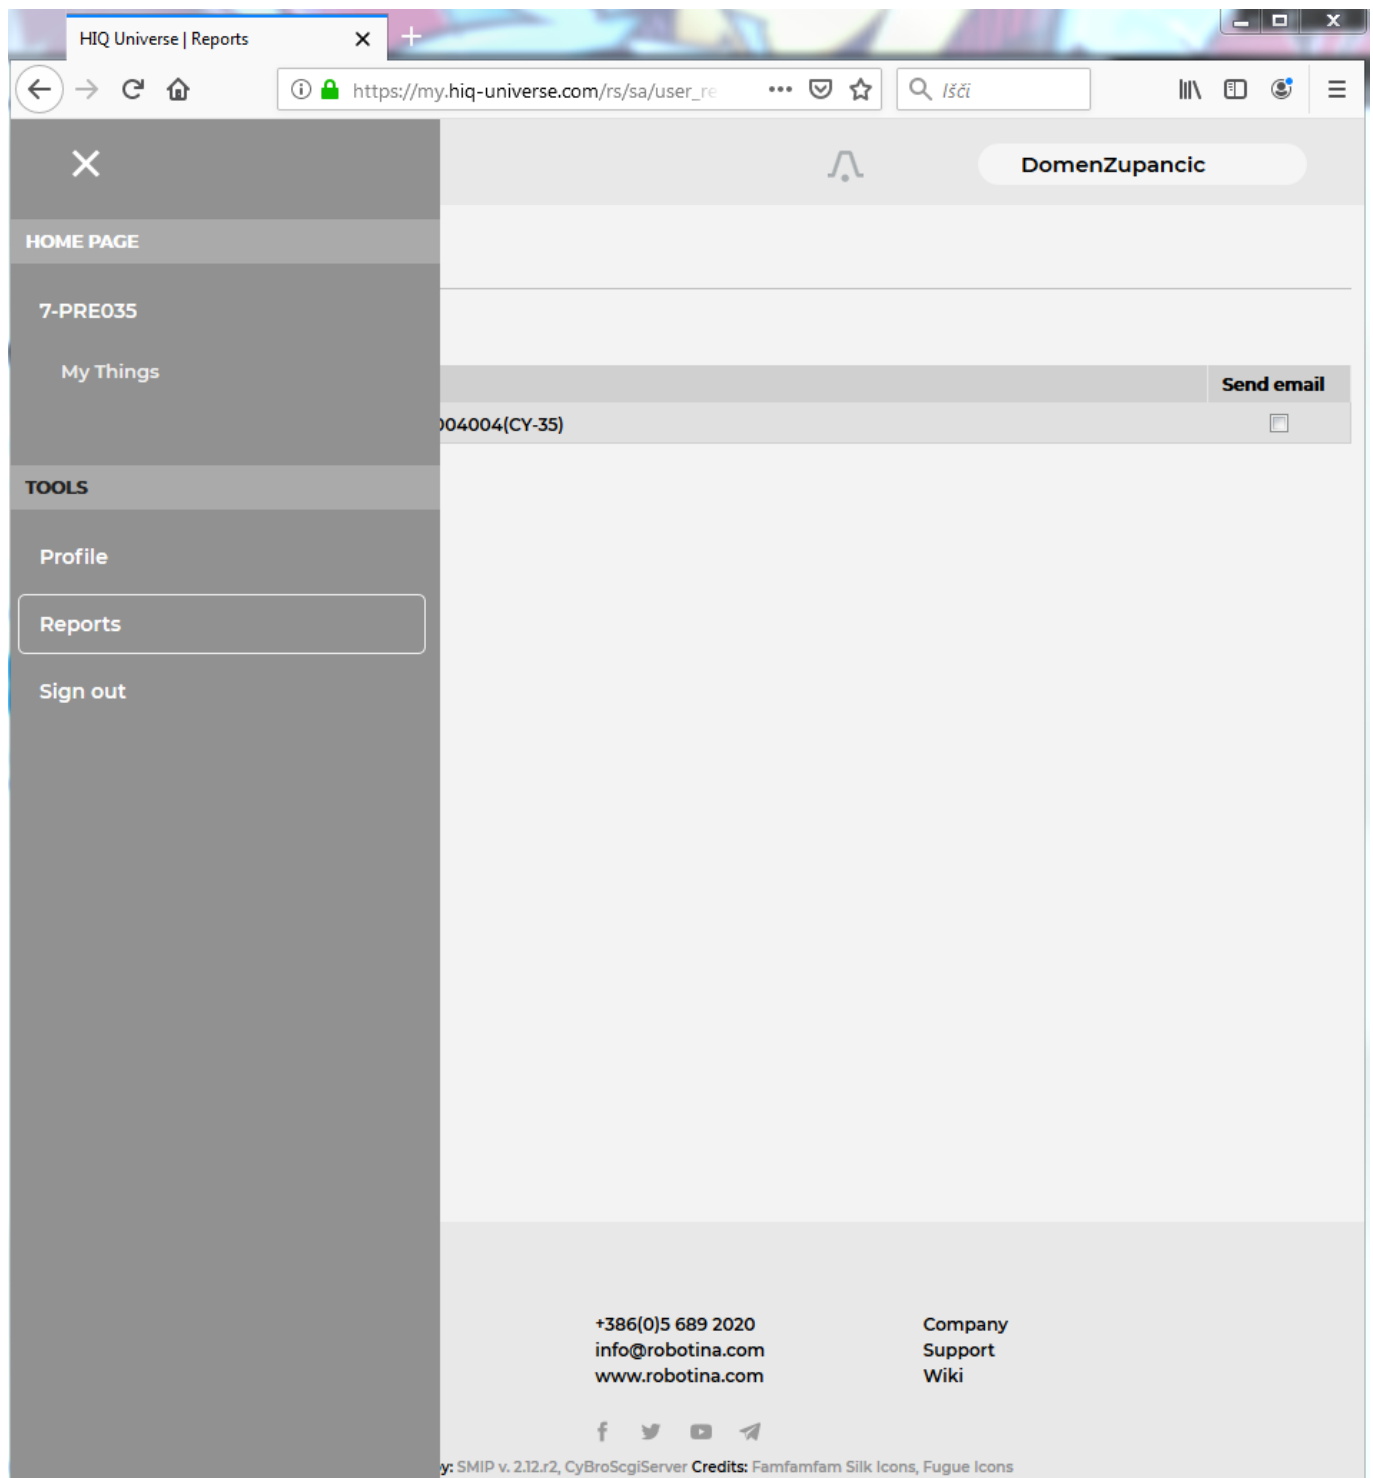 HIQ Universe | Reports
https://my.hiq-universe.com/rs/sa/user_re
Išči
DomenZupancic
HOME PAGE
7-PRE035
My Things
Send email
004004(CY-35)
TOOLS
Profile
Reports
Sign out
+386(0)5 689 2020
Company
info@robotina.com
Support
www.robotina.com
Wiki
y: SMIP v. 2.12.r2, CyBroScgiServer Credits: Famfamfam Silk Icons, Fugue Icons